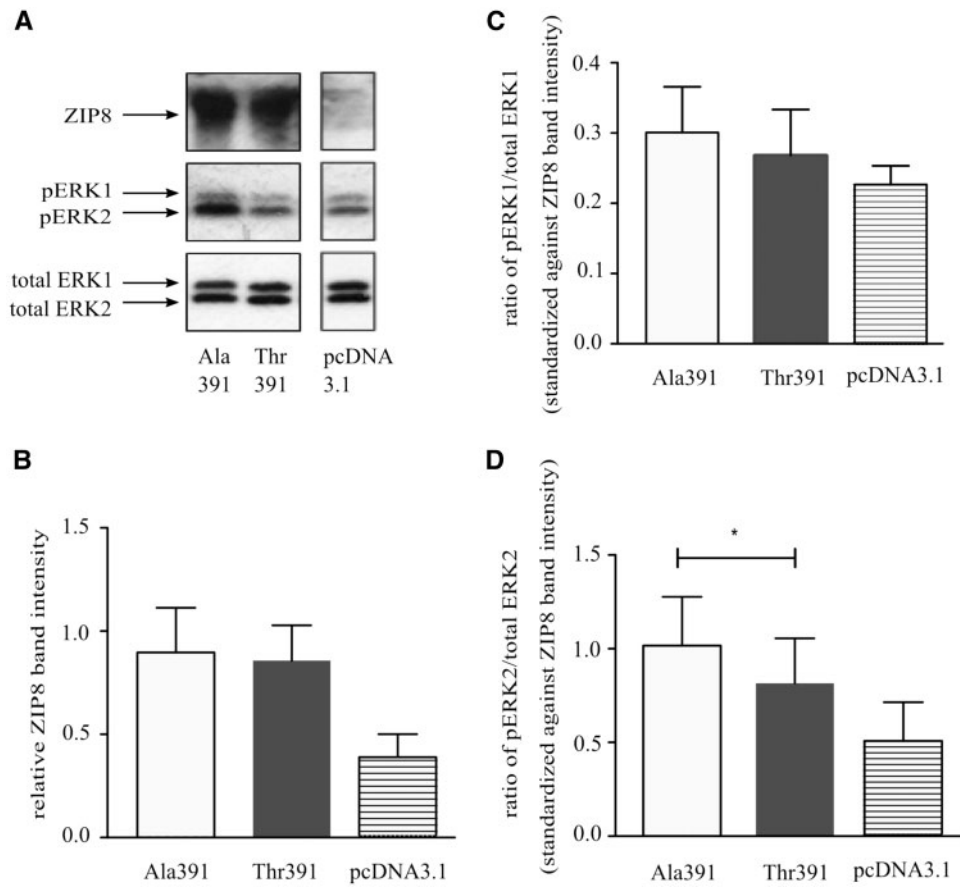 A
ZIP8
pERK1
pERK2
total ERK1
total ERK2
Ala Thr pcDNA
391 391 3.1
B
relative ZIP8 band intensity
1.5
1.0
0.5
0.0
Ala391 Thr391 pcDNA3.1
C
ratio of pERK1/total ERK1
(standardized against ZIP8 band intensity)
0.4
0.3
0.2
0.1
0.0
Ala391 Thr391 pcDNA3.1
D
ratio of pERK2/total ERK2
(standardized against ZIP8 band intensity)
1.5
1.0
0.5
0.0
*
Ala391 Thr391 pcDNA3.1